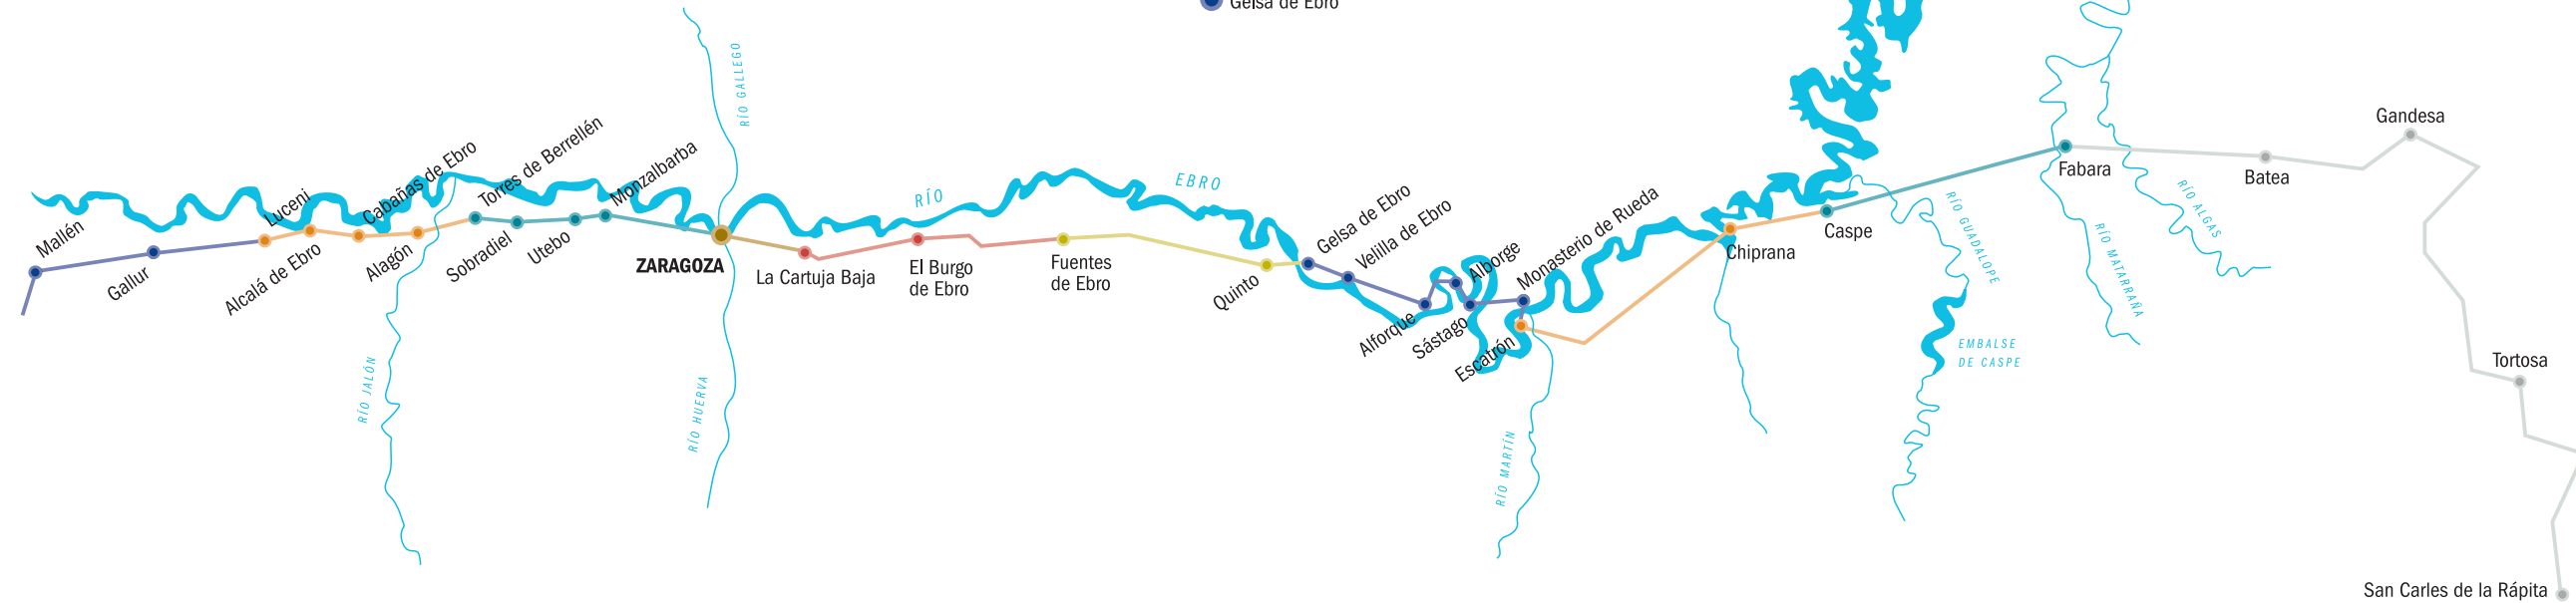 Gelsa de Ebro
RÍO GALLEGO
Mallén
Gallur
Luceni
Alcalá de Ebro
Cabañas de Ebro
Alagón
Torres de Berrellén
Sobradiel
Utebo
Monzalbarba
ZARAGOZA
RÍO JALÓN
RÍO HUERVA
La Cartuja Baja
RÍO
EBRO
El Burgo
de Ebro
Fuentes
de Ebro
Quinto
Gelsa de Ebro
Velilla de Ebro
Alforque
Alborge
Sástago
Monasterio de Rueda
Escatrón
RÍO MARTÍN
Chiprana
Caspe
RÍO GUADALOPE
EMBALSE
DE CASPE
Fabara
RÍO MATARRAÑA
RÍO ALGAS
Batea
Gandesa
Tortosa
San Carles de la Rápita